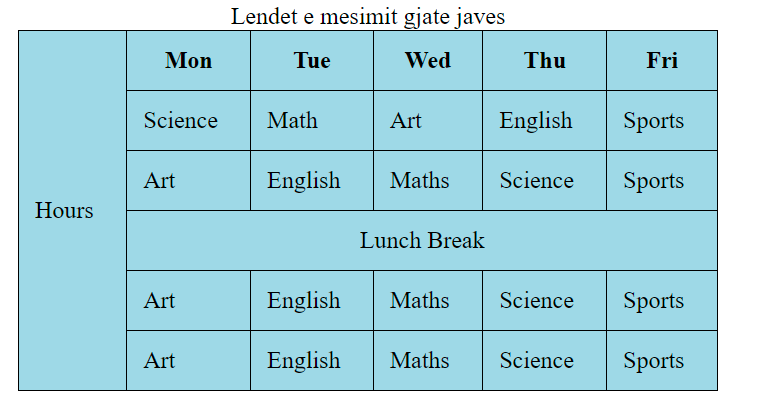 Lendet e mesimit gjate javes
Mon Tue Wed Thu Fri
Science Math Art English Sports
Art English Maths Science Sports
Hours
Lunch Break
Art English Maths Science Sports
Art English Maths Science Sports